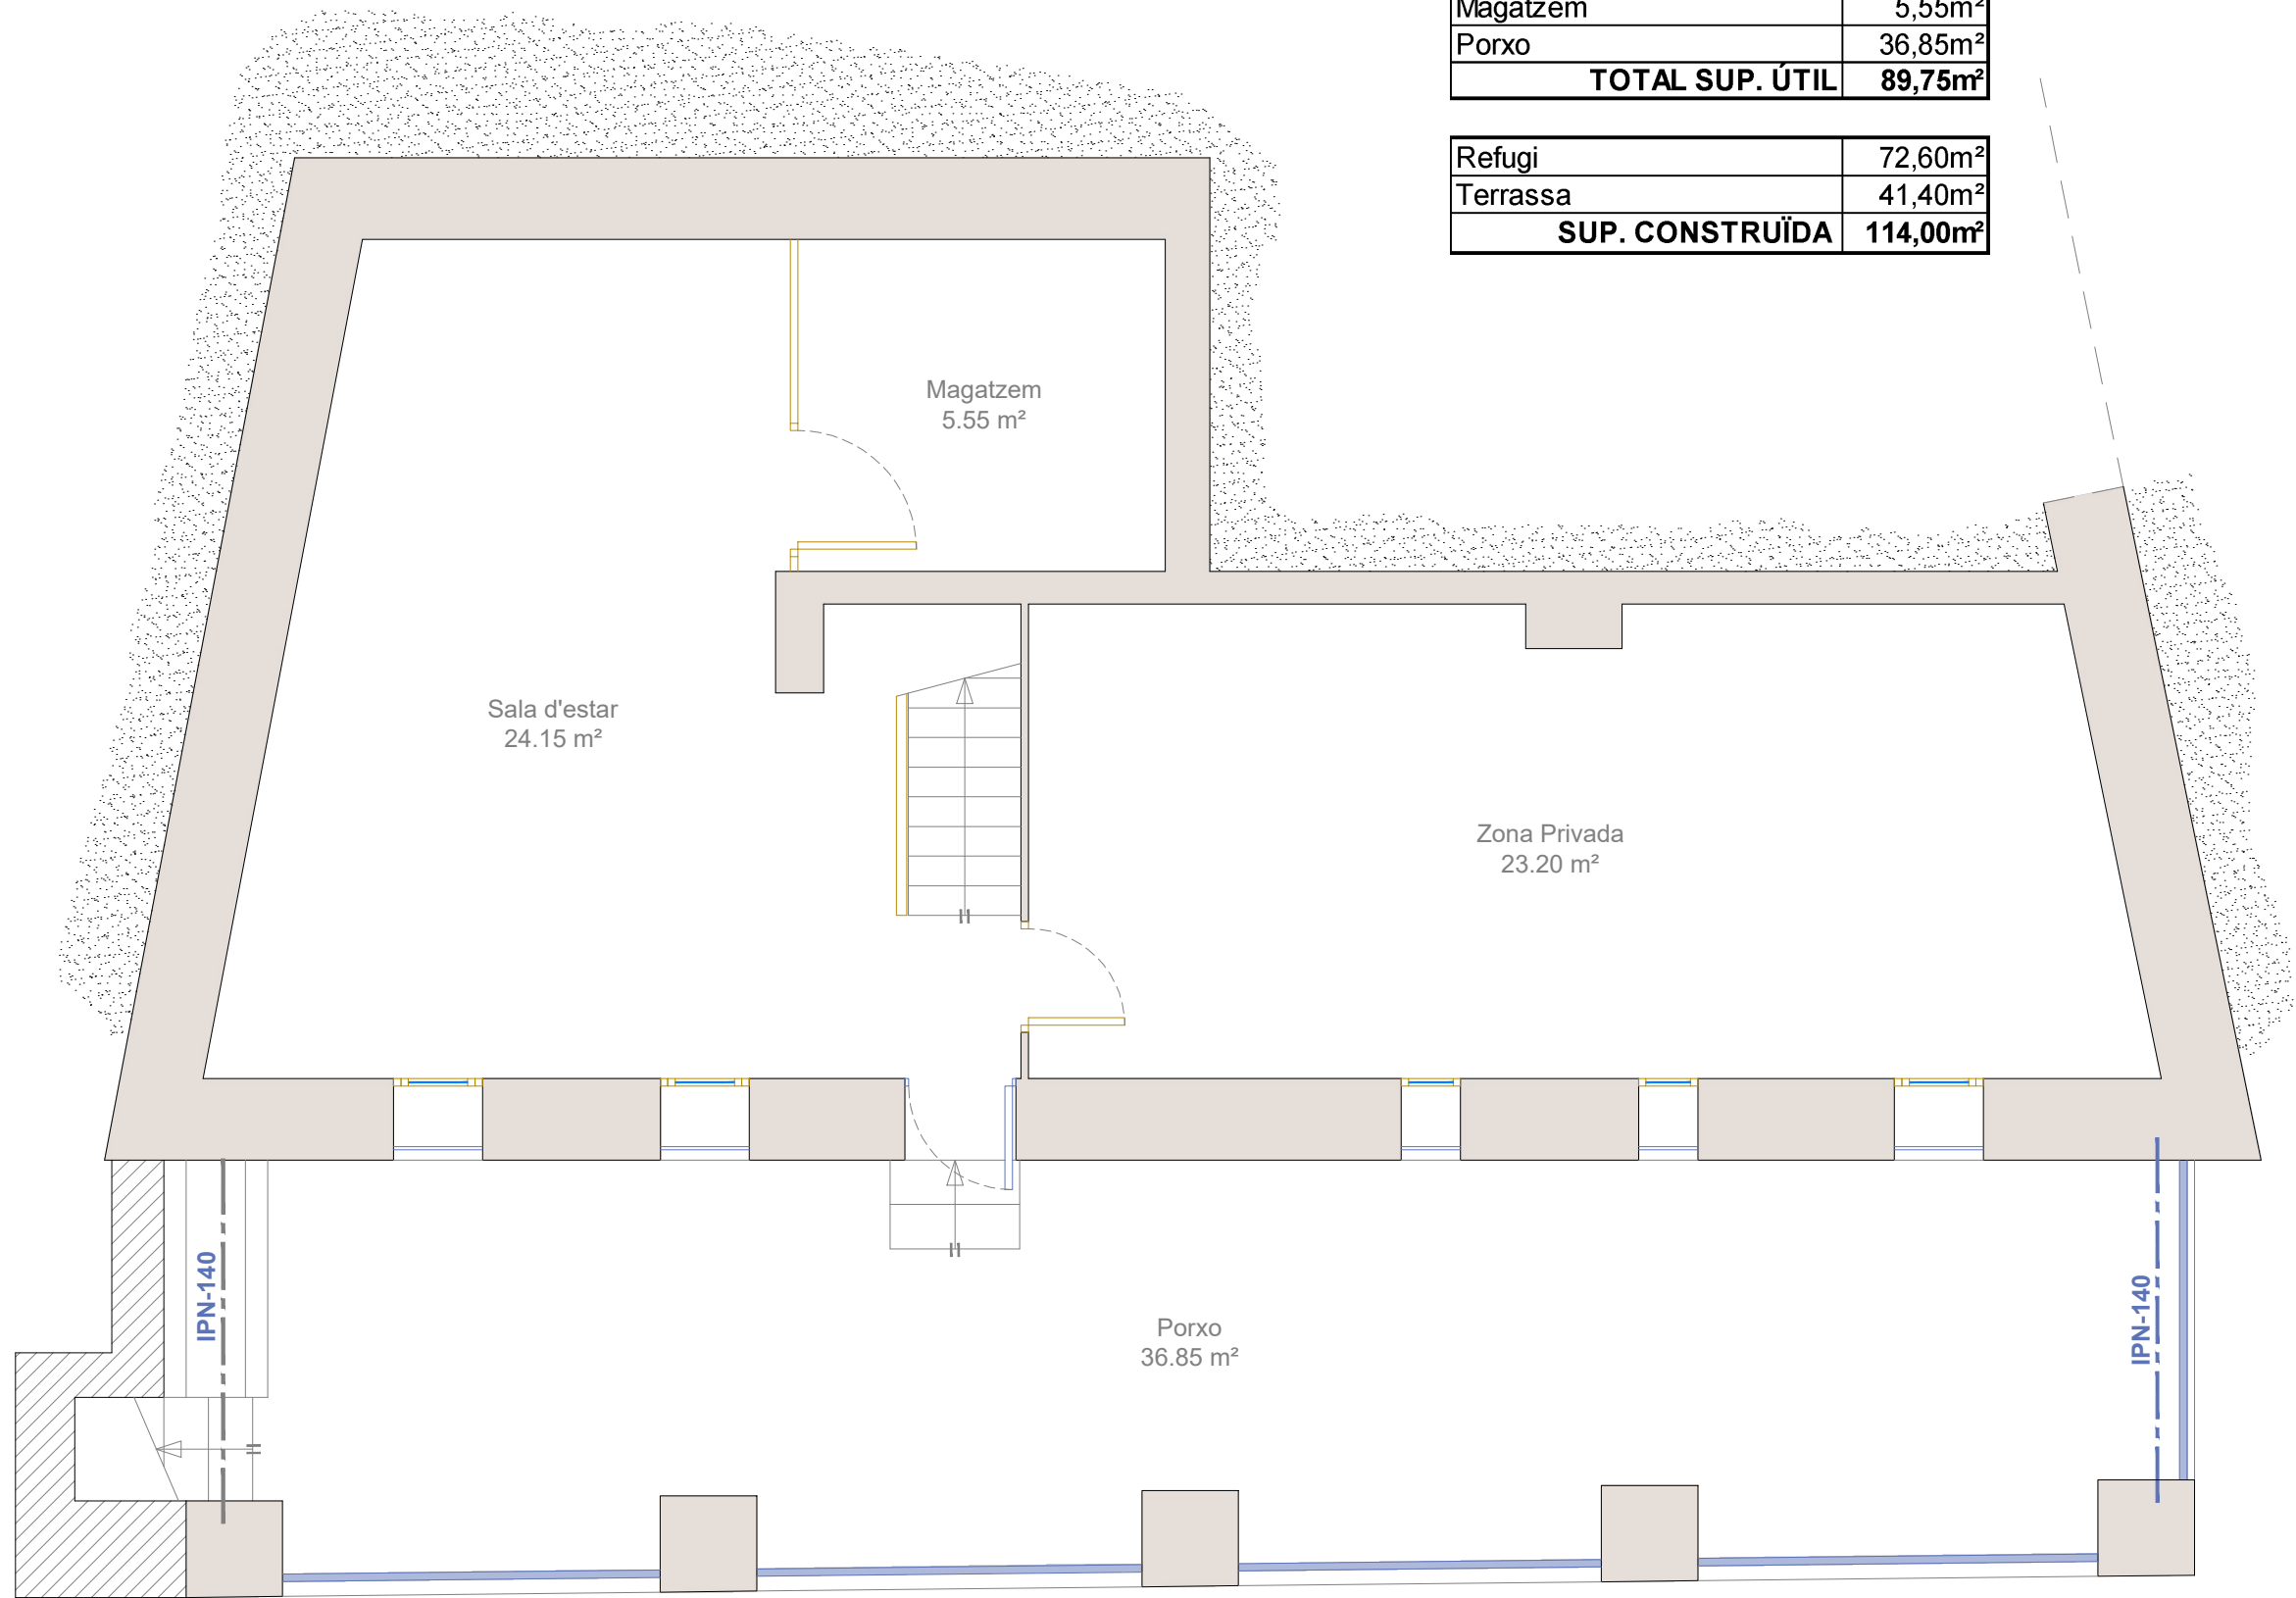 Magatzem 5,55m²
Porxo 36,85m²
TOTAL SUP. ÚTIL 89,75m²
Refugi 72,60m²
Terrassa 41,40m²
SUP. CONSTRUÏDA 114,00m²
Magatzem
5.55 m²
Sala d'estar
24.15 m²
Zona Privada
23.20 m²
IPN-140
IPN-140
Porxo
36.85 m²